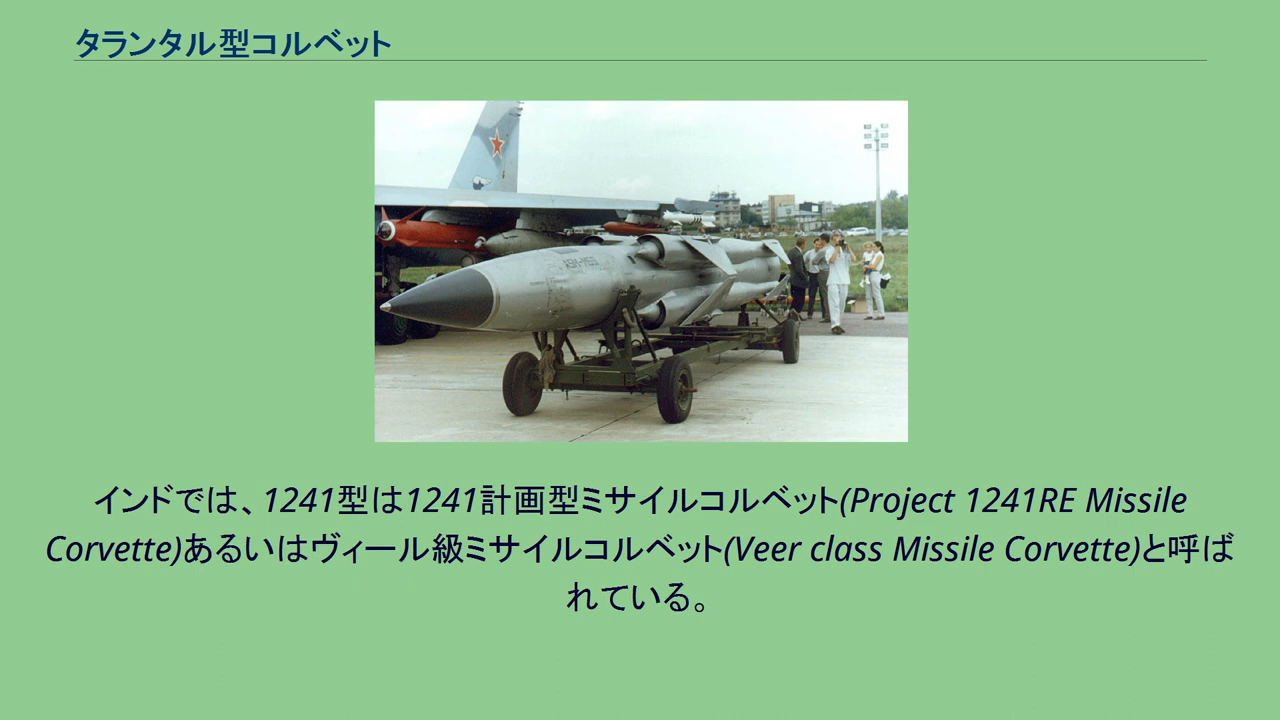 タランタル型コルベット
インドでは、1241型は1241計画型ミサイルコルベット(Project 1241RE Missile
Corvette)あるいはヴィール級ミサイルコルベット(Veer class Missile Corvette)と呼ば
れている。